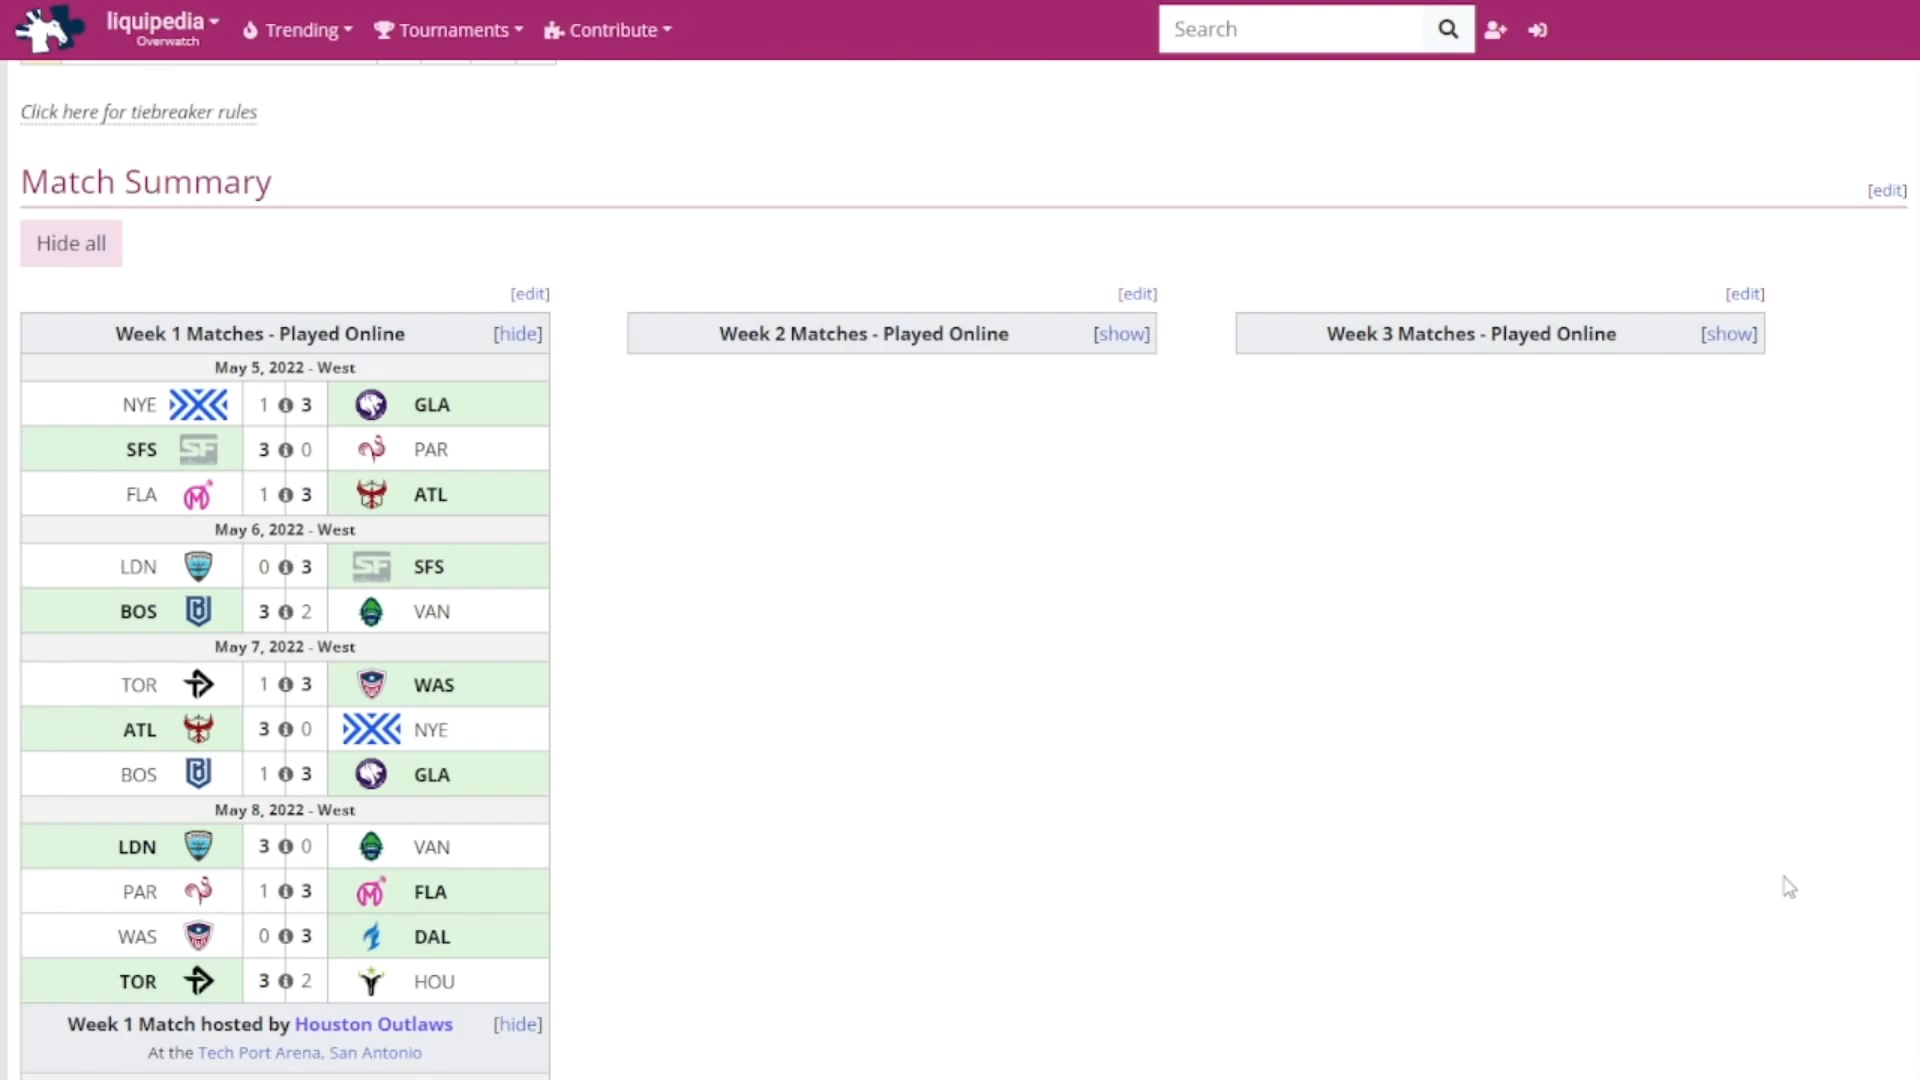 liquipedia
Overwatch
Trending
Tournaments
Contribute
Search
Click here for tiebreaker rules
Match Summary
[edit]
Hide all
[edit]
[edit]
[edit]
Week 1 Matches - Played Online [hide]
Week 2 Matches - Played Online [show]
Week 3 Matches - Played Online [show]
May 5, 2022 - West
NYE 1 3 GLA
SFS SF 3 0 PAR
FLA M 1 3 ATL
May 6, 2022 - West
LDN 0 3 SF SFS
BOS B 3 2 VAN
May 7, 2022 - West
TOR 1 3 WAS
ATL 3 0 NYE
BOS B 1 3 GLA
May 8, 2022 - West
LDN 3 0 VAN
PAR 1 3 M FLA
WAS 0 3 DAL
TOR 3 2 HOU
Week 1 Match hosted by Houston Outlaws [hide]
At the Tech Port Arena, San Antonio